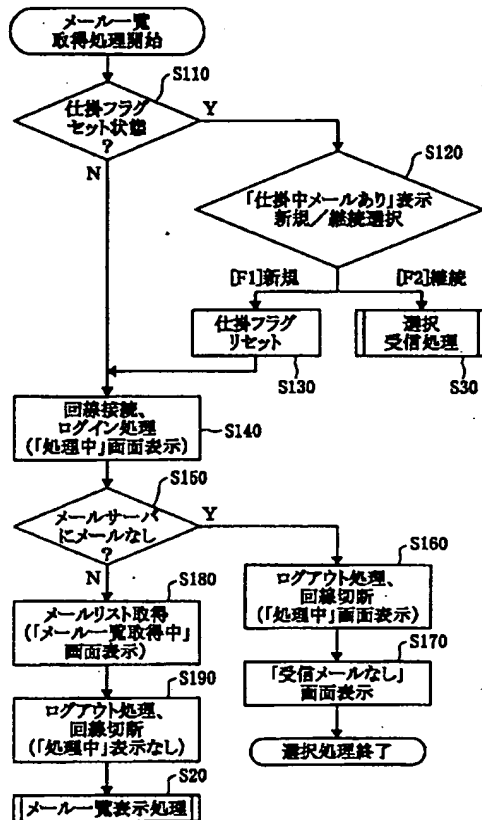 メール一覧
取得処理開始
S110
仕掛フラグ
セット状態
?
Y
N
S120
「仕掛中メールあり」表示
新規/継続選択
[F1]新規
[F2]継続
仕掛フラグ
リセット
S130
選択
受信処理
S30
回線接続、
ログイン処理
(「処理中」画面表示)
S140
S150
メールサーバ
にメールなし
?
Y
N
S160
ログアウト処理、
回線切断
(「処理中」画面表示)
S170
「受信メールなし」
画面表示
選択処理終了
S180
メールリスト取得
(「メール一覧取得中」
画面表示)
S190
ログアウト処理、
回線切断
(「処理中」表示なし)
S20
メール一覧表示処理